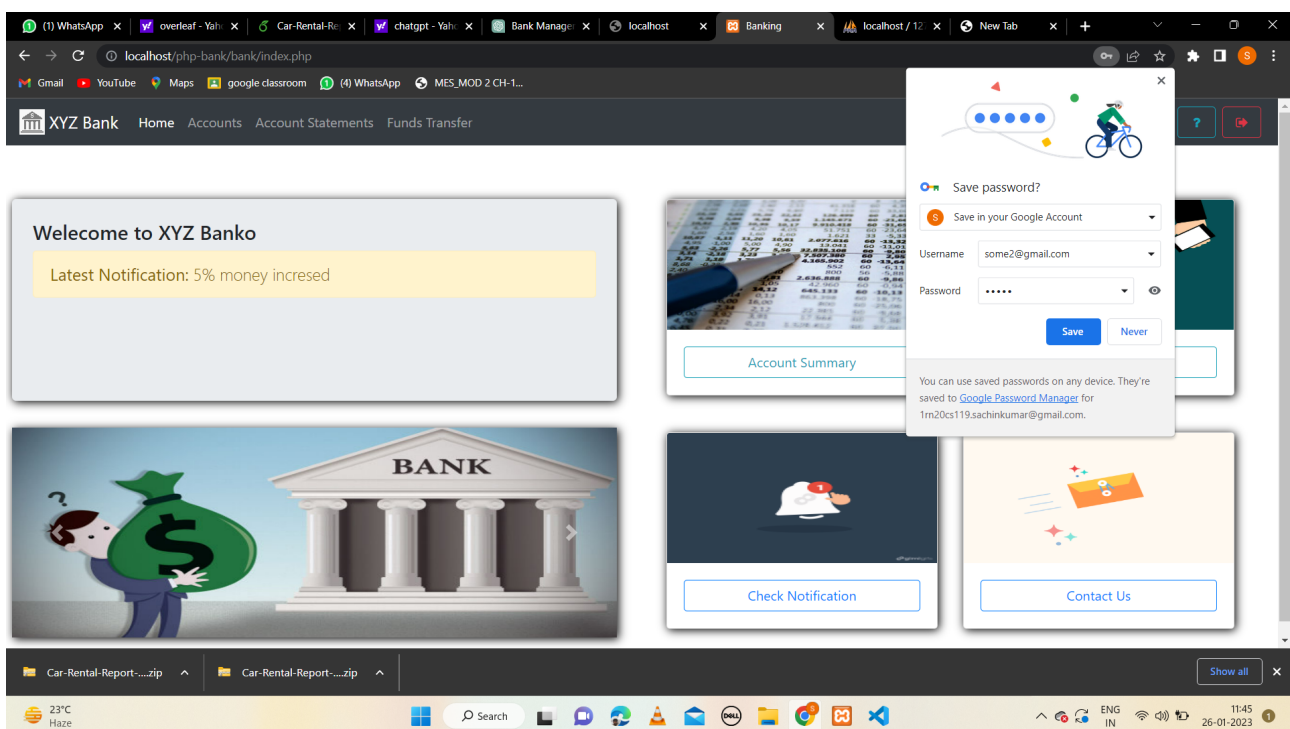 (1) WhatsApp
overleaf - Yah
Car-Rental-Re
chatgpt - Yah
Bank Manage
localhost
Banking
localhost / 12
New Tab
localhost/php-bank/bank/index.php
Gmail
YouTube
Maps
google classroom
(4) WhatsApp
MES_MOD 2 CH-1...
XYZ Bank
Home
Accounts
Account Statements
Funds Transfer
?
Save password?
S
Save in your Google Account
Username
some2@gmail.com
Password
•••••
Save
Never
You can use saved passwords on any device. They're
saved to Google Password Manager for
1rn20cs119.sachinkumar@gmail.com.
Welcome to XYZ Banko
Latest Notification: 5% money incresed
Account Summary
BANK
?
$
1
Check Notification
Contact Us
Car-Rental-Report-....zip
Car-Rental-Report-....zip
Show all
23°C
Haze
Search
DELL
ENG
IN
11:45
26-01-2023
1